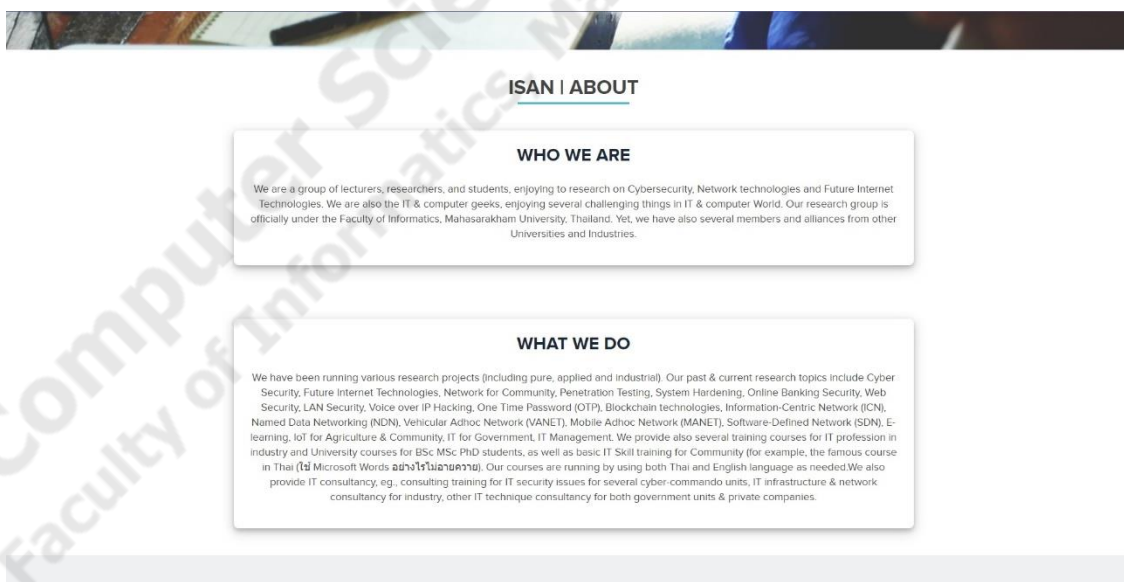 ISAN | ABOUT
WHO WE ARE
We are a group of lecturers, researchers, and students, enjoying to research on Cybersecurity, Network technologies and Future Internet
Technologies. We are also the IT & computer geeks, enjoying several challenging things in IT & computer World. Our research group is
officially under the Faculty of Informatics, Mahasarakham University, Thailand. Yet, we have also several members and alliances from other
Universities and Industries.
WHAT WE DO
We have been running various research projects (including pure, applied and industrial). Our past & current research topics include Cyber
Security, Future Internet Technologies, Network for Community, Penetration Testing, System Hardening, Online Banking Security, Web
Security, LAN Security, Voice over IP Hacking, One Time Password (OTP), Blockchain technologies, Information-Centric Network (ICN),
Named Data Networking (NDN), Vehicular Adhoc Network (VANET), Mobile Adhoc Network (MANET), Software-Defined Network (SDN), E-
learning, IoT for Agriculture & Community, IT for Government, IT Management. We provide also several training courses for IT profession in
industry and University courses for BSc MSc PhD students, as well as basic IT Skill training for Community (for example, the famous course
in Thai (ใช้ Microsoft Words อย่างไรไม่อายควาย). Our courses are running by using both Thai and English language as needed.We also
provide IT consultancy, eg., consulting training for IT security issues for several cyber-commando units, IT infrastructure & network
consultancy for industry, other IT technique consultancy for both government units & private companies.
Computer Scie
Faculty of Informatics, Ma